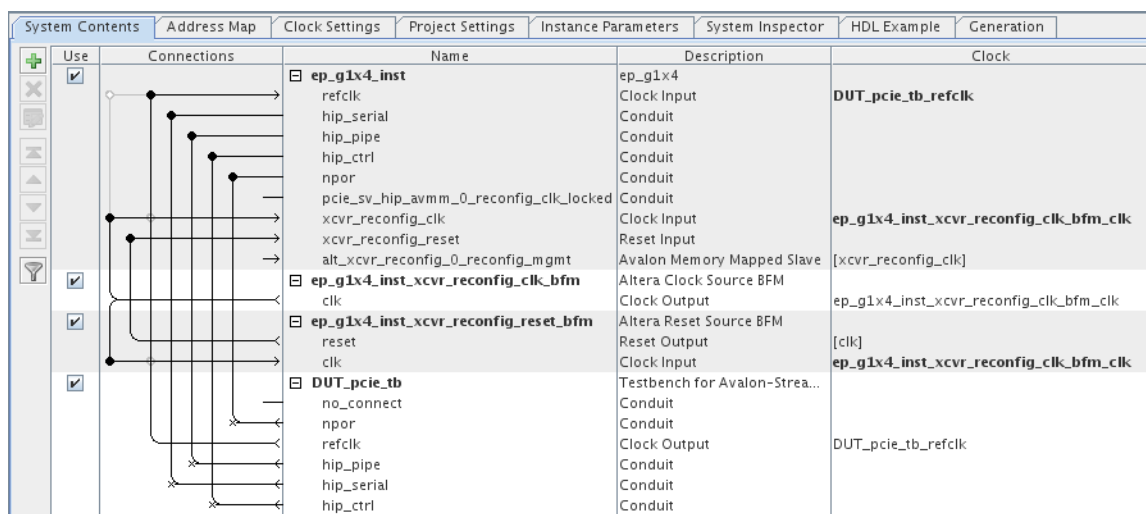 System Contents Address Map Clock Settings Project Settings Instance Parameters System Inspector HDL Example Generation
Use Connections Name Description Clock
ep_g1x4_inst ep_g1x4
refclk Clock Input DUT_pcie_tb_refclk
hip_serial Conduit
hip_pipe Conduit
hip_ctrl Conduit
npor Conduit
pcie_sv_hip_avmm_0_reconfig_clk_locked Conduit
xcvr_reconfig_clk Clock Input ep_g1x4_inst_xcvr_reconfig_clk_bfm_clk
xcvr_reconfig_reset Reset Input
alt_xcvr_reconfig_0_reconfig_mgmt Avalon Memory Mapped Slave [xcvr_reconfig_clk]
ep_g1x4_inst_xcvr_reconfig_clk_bfm Altera Clock Source BFM
clk Clock Output ep_g1x4_inst_xcvr_reconfig_clk_bfm_clk
ep_g1x4_inst_xcvr_reconfig_reset_bfm Altera Reset Source BFM
reset Reset Output [clk]
clk Clock Input ep_g1x4_inst_xcvr_reconfig_clk_bfm_clk
DUT_pcie_tb Testbench for Avalon-Strea...
no_connect Conduit
npor Conduit
refclk Clock Output DUT_pcie_tb_refclk
hip_pipe Conduit
hip_serial Conduit
hip_ctrl Conduit